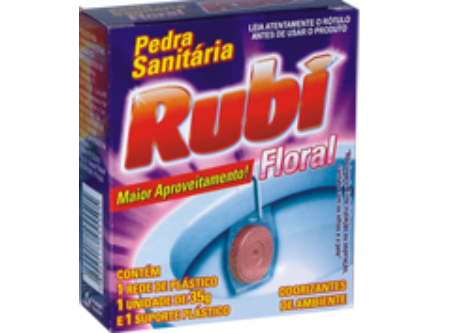 Pedra
Sanitária
LEIA ATENTAMENTE O RÓTULO
ANTES DE USAR O PRODUTO
Rubí
Floral
Maior Aproveitamento!
CONTÉM
1 REDE DE PLÁSTICO
1 UNIDADE DE 35g
E 1 SUPORTE PLÁSTICO
ODORIZANTES
DE AMBIENTE